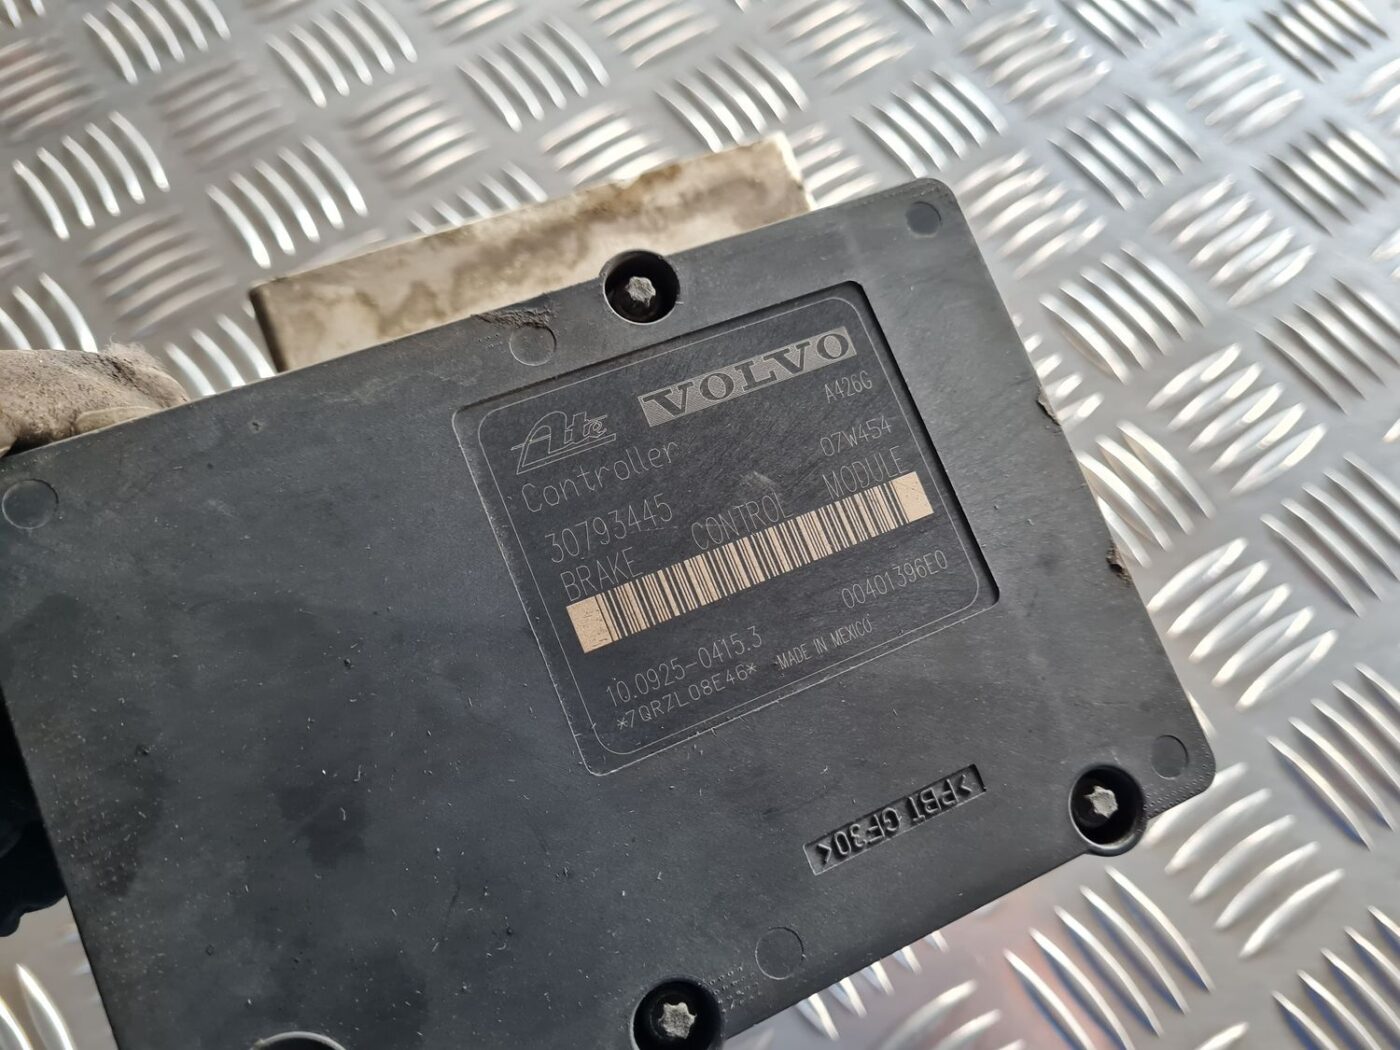 VOLVO
Ate
A426G
Controller
07W454
30793445
BRAKE CONTROL MODULE
00401396E0
10.0925-0415.3
*7QRZL08E46* MADE IN MEXICO
>PBT GF30<